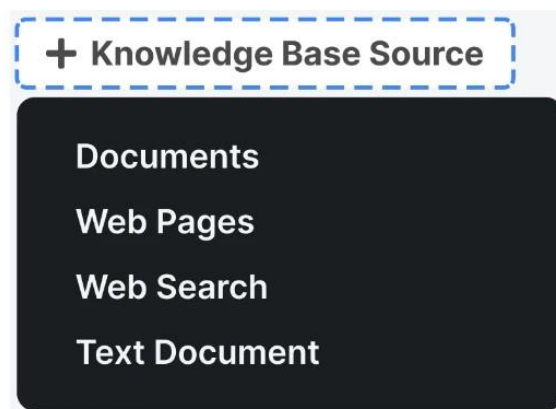 + Knowledge Base Source
Documents
Web Pages
Web Search
Text Document